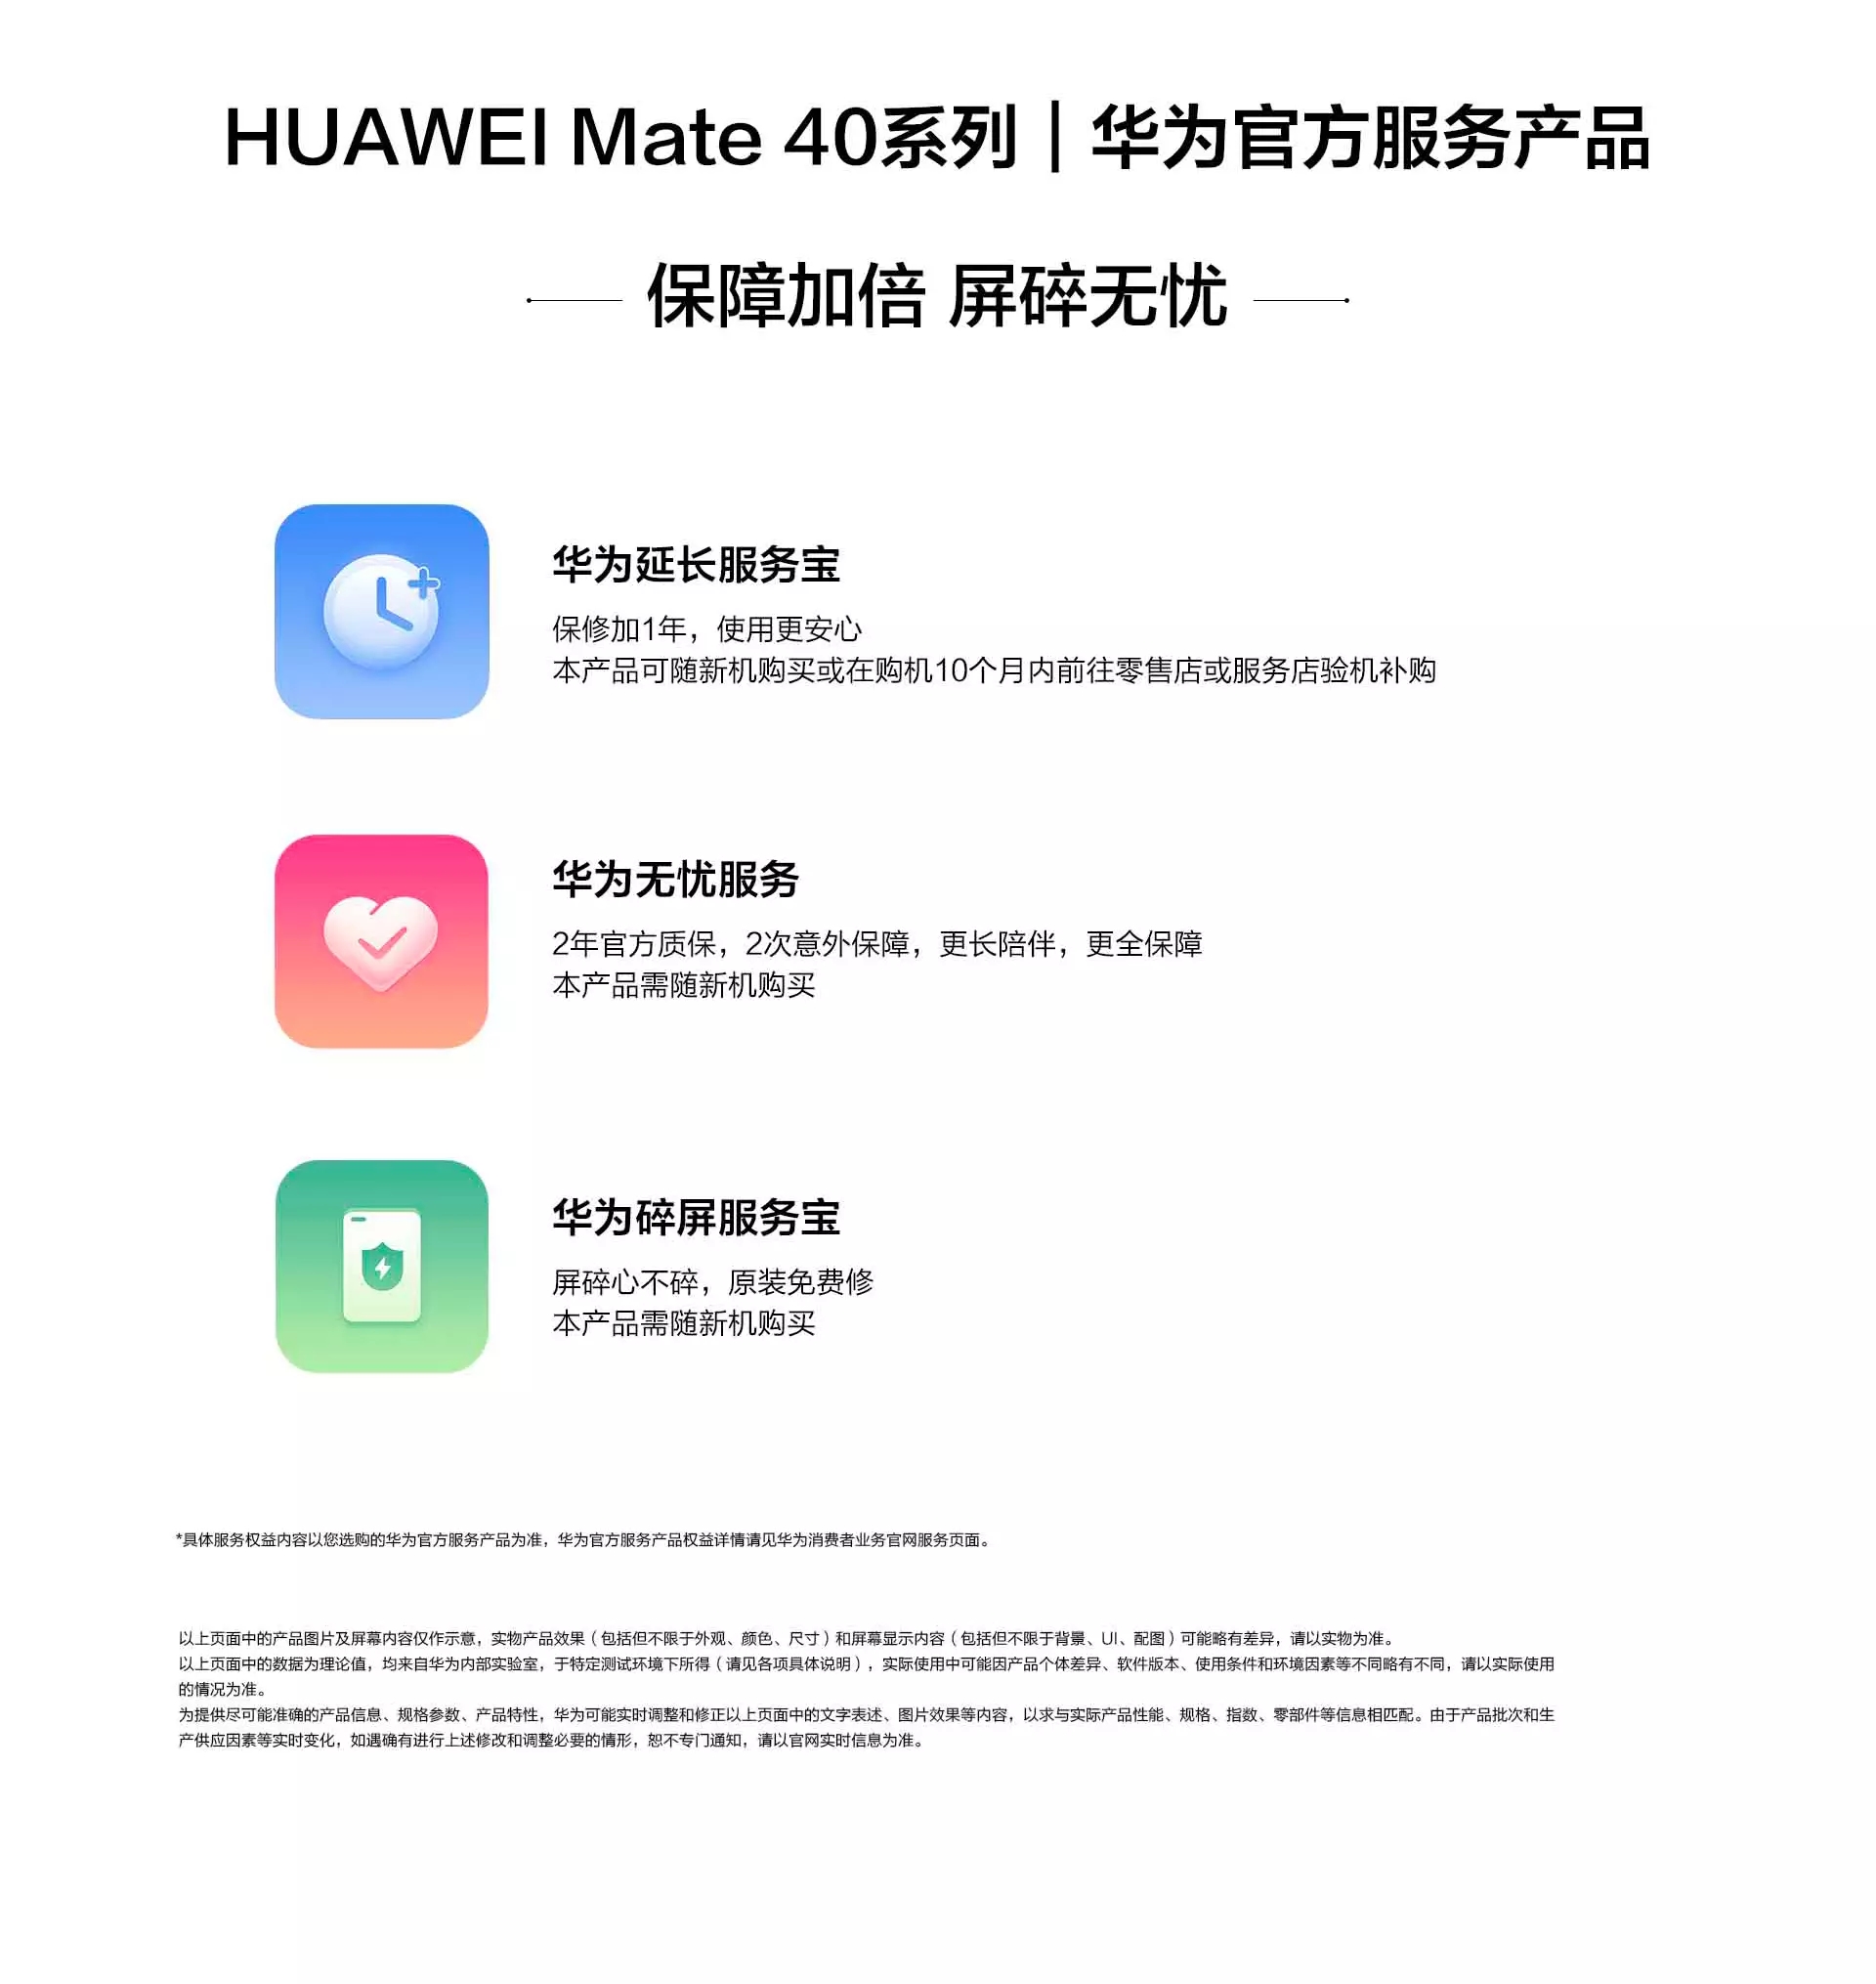 HUAWEI Mate 40系列｜华为官方服务产品
保障加倍 屏碎无忧
华为延长服务宝
保修加1年，使用更安心
本产品可随新机购买或在购机10个月内前往零售店或服务店验机补购
华为无忧服务
2年官方质保，2次意外保障，更长陪伴，更全保障
本产品需随新机购买
华为碎屏服务宝
屏碎心不碎，原装免费修
本产品需随新机购买
*具体服务权益内容以您选购的华为官方服务产品为准，华为官方服务产品权益详情请见华为消费者业务官网服务页面。
以上页面中的产品图片及屏幕内容仅作示意，实物产品效果（包括但不限于外观、颜色、尺寸）和屏幕显示内容（包括但不限于背景、UI、配图）可能略有差异，请以实物为准。
以上页面中的数据为理论值，均来自华为内部实验室，于特定测试环境下所得（请见各项具体说明），实际使用中可能因产品个体差异、软件版本、使用条件和环境因素等不同略有不同，请以实际使用
的情况为准。
为提供尽可能准确的产品信息、规格参数、产品特性，华为可能实时调整和修正以上页面中的文字表述、图片效果等内容，以求与实际产品性能、规格、指数、零部件等信息相匹配。由于产品批次和生
产供应因素等实时变化，如遇确有进行上述修改和调整必要的情形，恕不专门通知，请以官网实时信息为准。